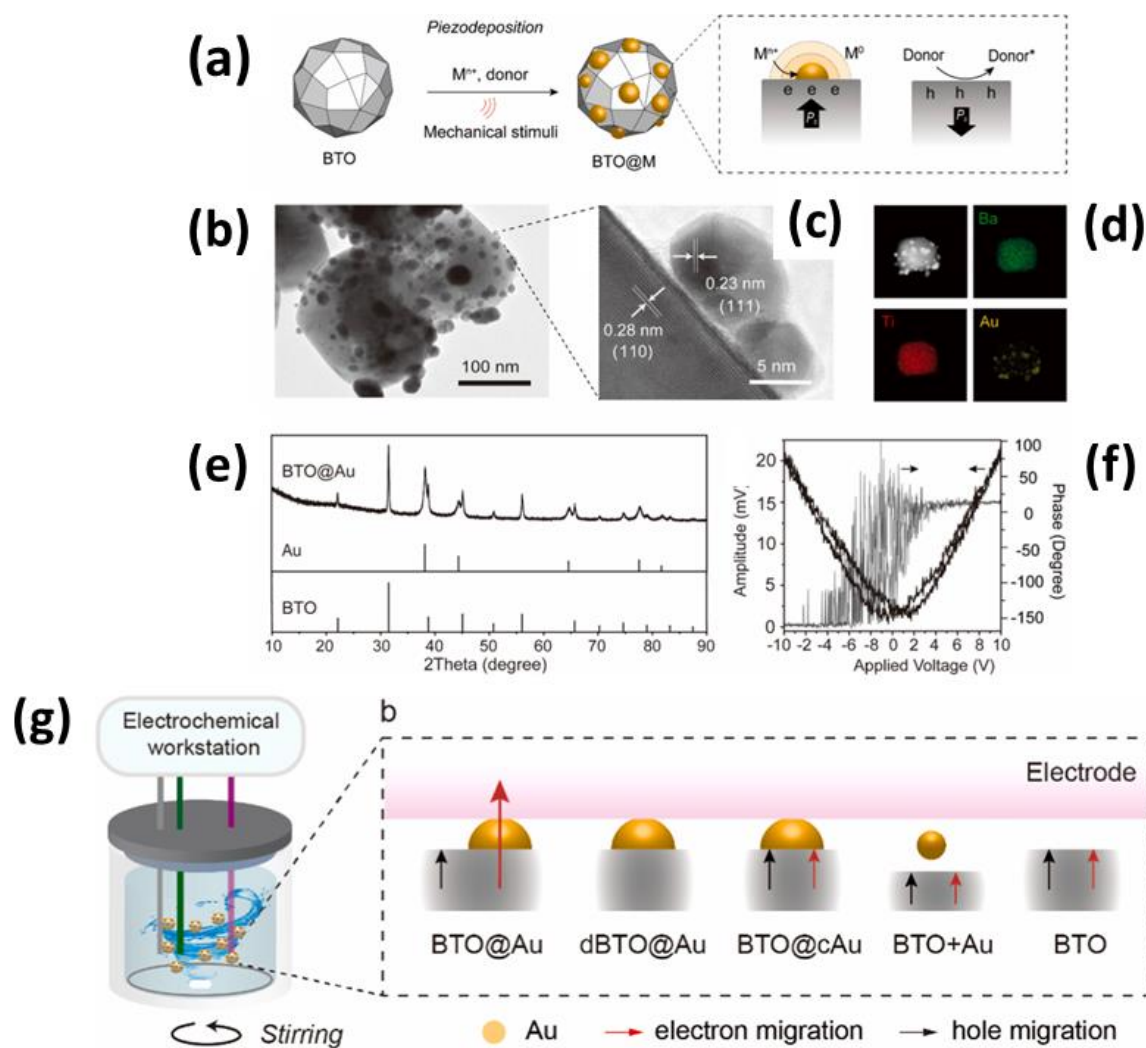 (a)
Piezodeposition
Mⁿ⁺, donor
Mechanical stimuli
BTO
BTO@M
Mⁿ⁺
M⁰
e e e
Pₛ
Donor
Donor*
h h h
Pₛ
(b)
100 nm
(c)
0.23 nm
(111)
0.28 nm
(110)
5 nm
(d)
Ba
Ti
Au
(e)
BTO@Au
Au
BTO
10 20 30 40 50 60 70 80 90
2Theta (degree)
(f)
Amplitude (mV)
20
15
10
5
0
Phase (Degree)
100
50
0
-50
-100
-150
-10 -8 -6 -4 -2 0 2 4 6 8 10
Applied Voltage (V)
(g)
Electrochemical
workstation
Stirring
b
Electrode
BTO@Au
dBTO@Au
BTO@cAu
BTO+Au
BTO
Au
electron migration
hole migration